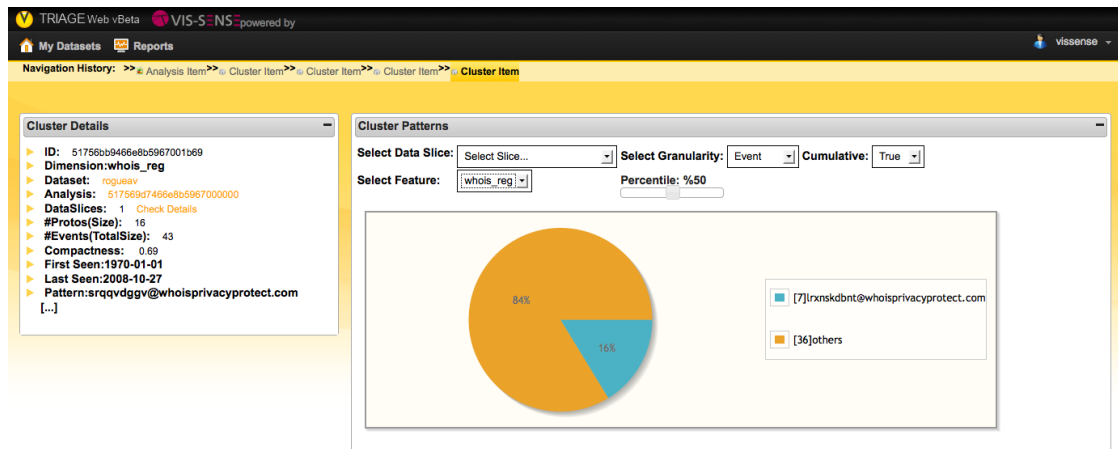 TRIAGE Web vBeta VIS-SENSE powered by
My Datasets Reports vissense
Navigation History: >> Analysis Item>> Cluster Item>> Cluster Item>> Cluster Item>> Cluster Item
Cluster Details
ID: 51756bb9466e8b5967001b69
Dimension:whois_reg
Dataset: rogueav
Analysis: 517569d7466e8b5967000000
DataSlices: 1 Check Details
#Protos(Size): 16
#Events(TotalSize): 43
Compactness: 0.69
First Seen:1970-01-01
Last Seen:2008-10-27
Pattern:srqqvdggv@whoisprivacyprotect.com
[...]
Cluster Patterns
Select Data Slice: Select Slice... Select Granularity: Event Cumulative: True
Select Feature: whois_reg Percentile: %50
84%
16%
[7]lrxnskdbnt@whoisprivacyprotect.com
[36]others